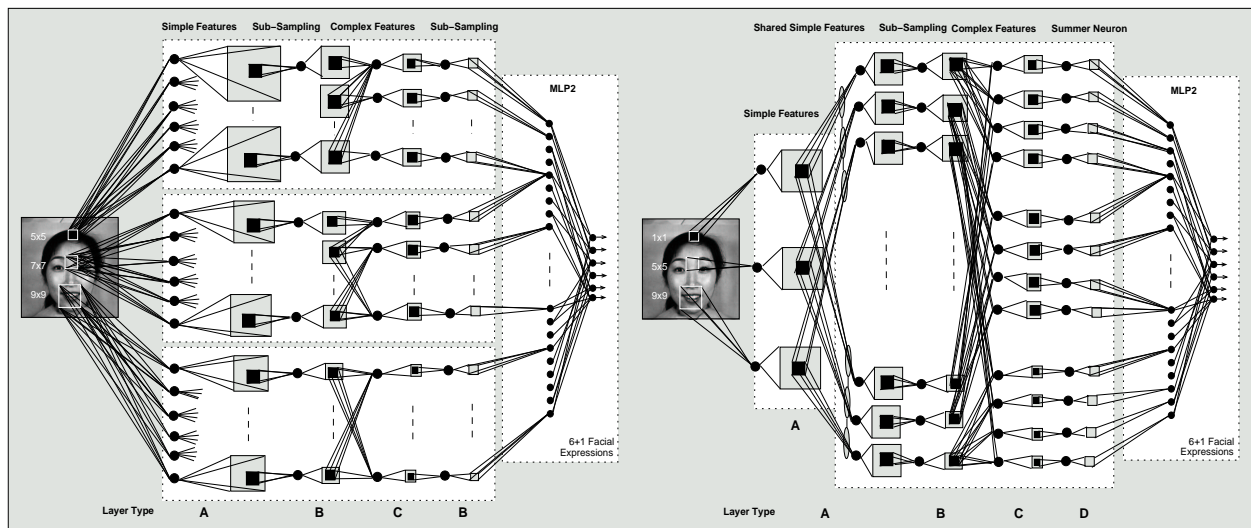 Simple Features Sub-Sampling Complex Features Sub-Sampling
MLP2
5x5
7x7
9x9
6+1 Facial
Expressions
Layer Type A B C B
Shared Simple Features Sub-Sampling Complex Features Summer Neuron
MLP2
Simple Features
1x1
5x5
9x9
A
6+1 Facial
Expressions
Layer Type A B C D